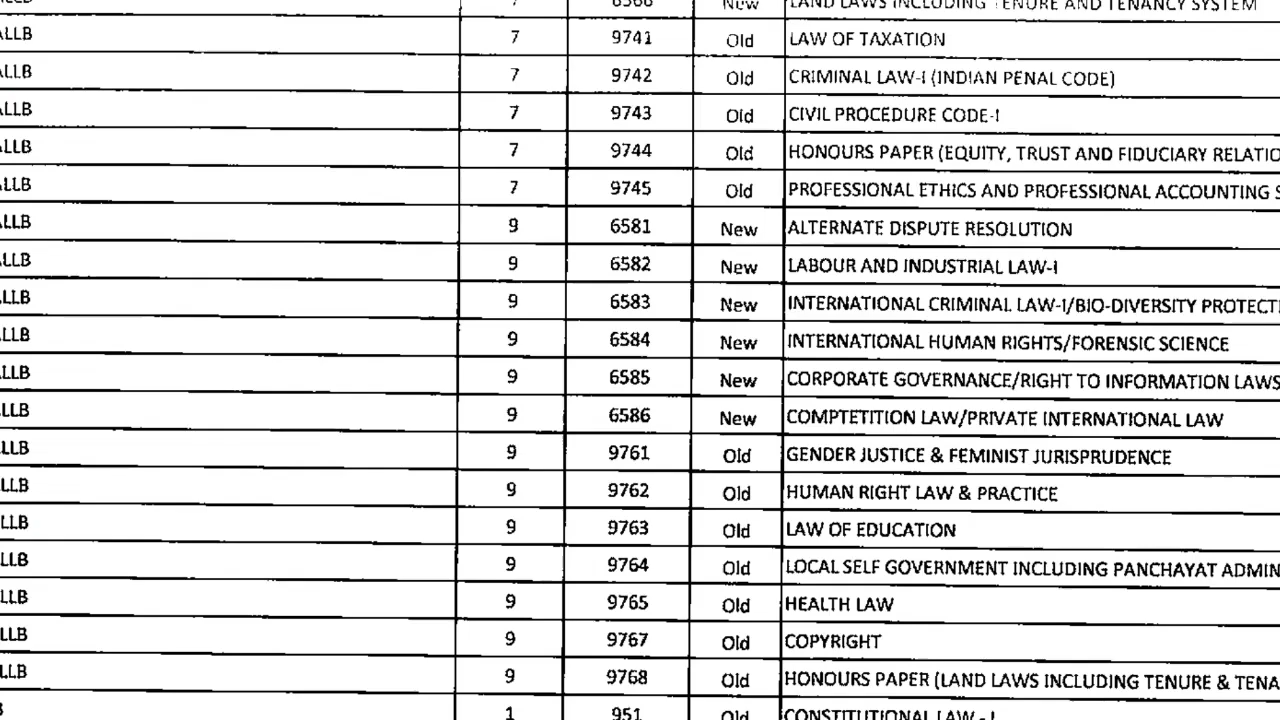 7 New LAND LAWS INCLUDING TENURE AND TENANCY SYSTEM
LLB 7 9741 Old LAW OF TAXATION
LLB 7 9742 Old CRIMINAL LAW-I (INDIAN PENAL CODE)
LLB 7 9743 Old CIVIL PROCEDURE CODE-I
LLB 7 9744 Old HONOURS PAPER (EQUITY, TRUST AND FIDUCIARY RELATIO
LLB 7 9745 Old PROFESSIONAL ETHICS AND PROFESSIONAL ACCOUNTING S
LLB 9 6581 New ALTERNATE DISPUTE RESOLUTION
LLB 9 6582 New LABOUR AND INDUSTRIAL LAW-I
LLB 9 6583 New INTERNATIONAL CRIMINAL LAW-I/BIO-DIVERSITY PROTECTI
LLB 9 6584 New INTERNATIONAL HUMAN RIGHTS/FORENSIC SCIENCE
LLB 9 6585 New CORPORATE GOVERNANCE/RIGHT TO INFORMATION LAWS
LLB 9 6586 New COMPTETITION LAW/PRIVATE INTERNATIONAL LAW
LLB 9 9761 Old GENDER JUSTICE & FEMINIST JURISPRUDENCE
LLB 9 9762 Old HUMAN RIGHT LAW & PRACTICE
LLB 9 9763 Old LAW OF EDUCATION
LLB 9 9764 Old LOCAL SELF GOVERNMENT INCLUDING PANCHAYAT ADMIN
LLB 9 9765 Old HEALTH LAW
LLB 9 9767 Old COPYRIGHT
LLB 9 9768 Old HONOURS PAPER (LAND LAWS INCLUDING TENURE & TENA
B 1 951 Old CONSTITUTIONAL LAW - I